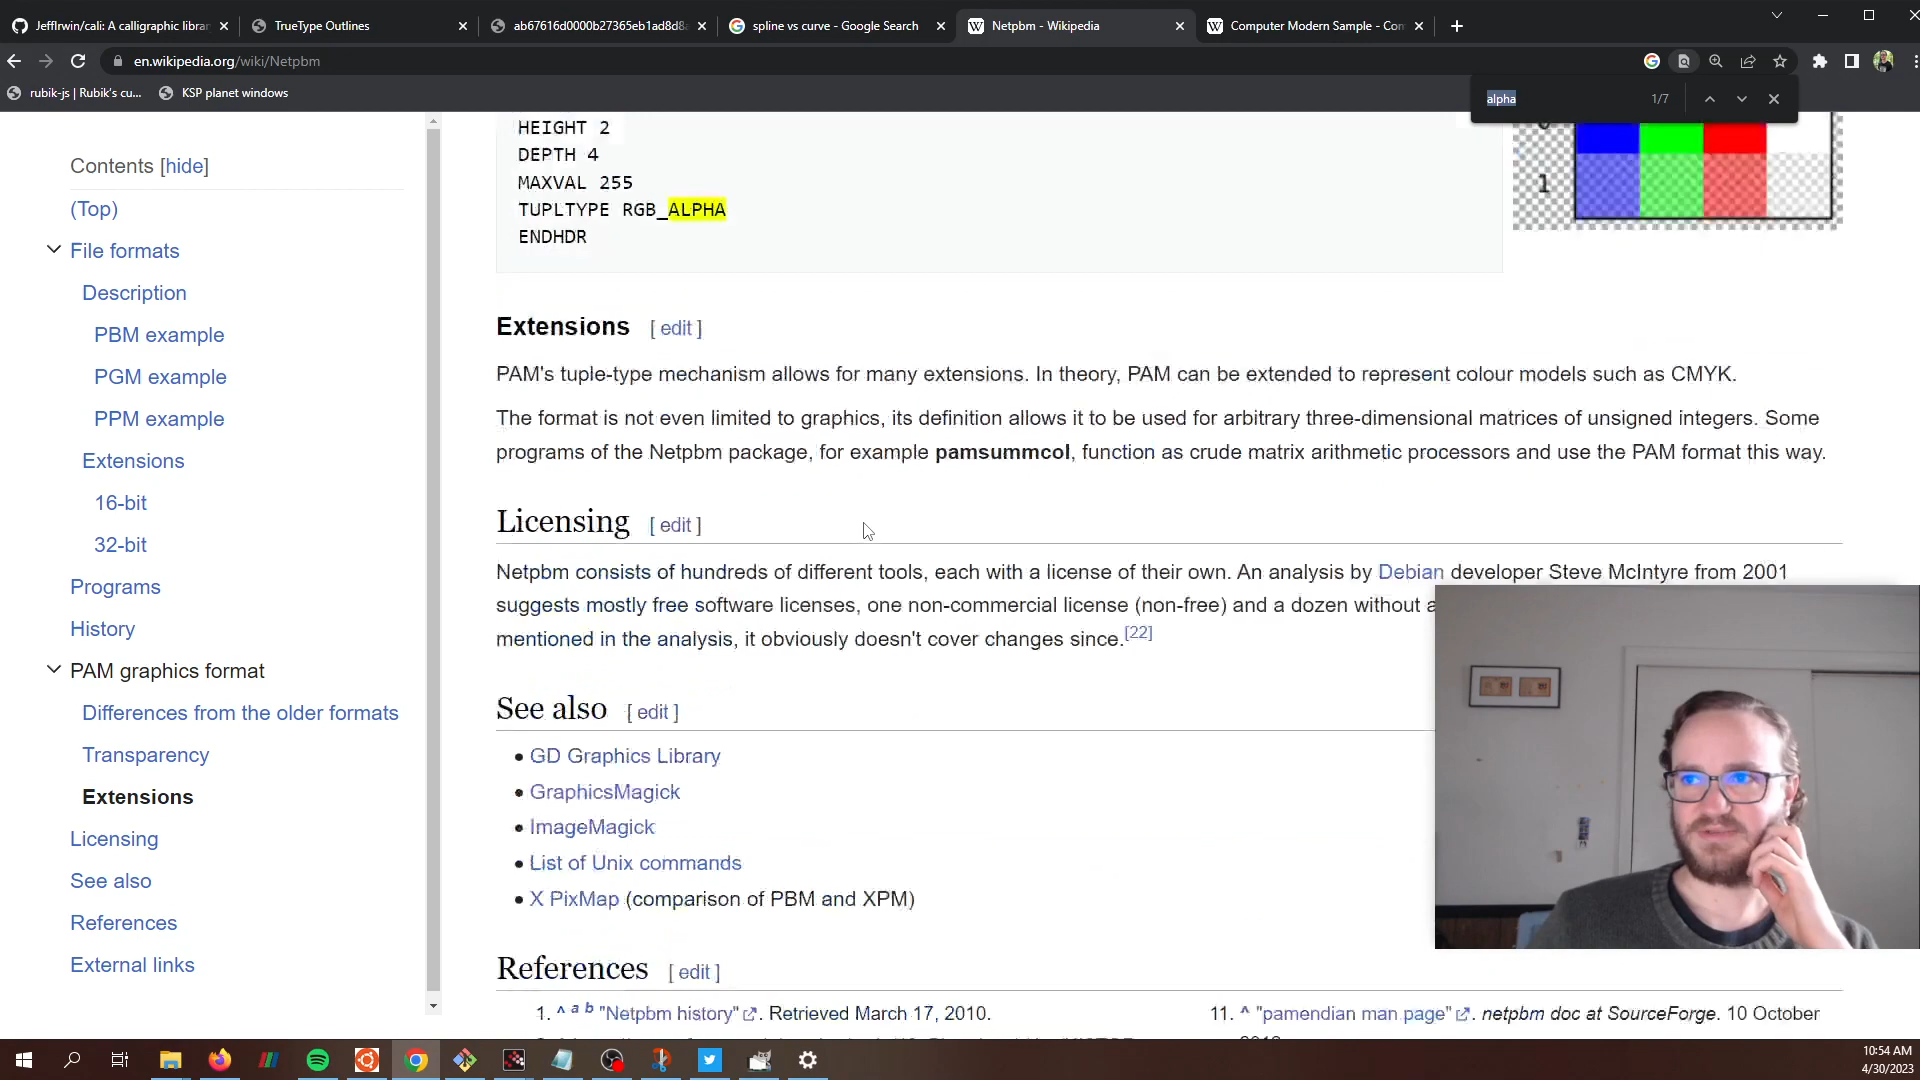 JeffIrwin/cali: A calligraphic librar
TrueType Outlines
ab67616d0000b27365eb1ad8d8a
spline vs curve - Google Search
Netpbm - Wikipedia
Computer Modern Sample - Com
en.wikipedia.org/wiki/Netpbm
rubik-js | Rubik's cu...
KSP planet windows
alpha
1/7
Contents [hide]
(Top)
File formats
Description
PBM example
PGM example
PPM example
Extensions
16-bit
32-bit
Programs
History
PAM graphics format
Differences from the older formats
Transparency
Extensions
Licensing
See also
References
External links
HEIGHT 2
DEPTH 4
MAXVAL 255
TUPLTYPE RGB_ALPHA
ENDHDR
1
Extensions [ edit ]
PAM's tuple-type mechanism allows for many extensions. In theory, PAM can be extended to represent colour models such as CMYK.
The format is not even limited to graphics, its definition allows it to be used for arbitrary three-dimensional matrices of unsigned integers. Some
programs of the Netpbm package, for example pamsummcol, function as crude matrix arithmetic processors and use the PAM format this way.
Licensing [ edit ]
Netpbm consists of hundreds of different tools, each with a license of their own. An analysis by Debian developer Steve McIntyre from 2001
suggests mostly free software licenses, one non-commercial license (non-free) and a dozen without a
mentioned in the analysis, it obviously doesn't cover changes since.[22]
See also [ edit ]
• GD Graphics Library
• GraphicsMagick
• ImageMagick
• List of Unix commands
• X PixMap (comparison of PBM and XPM)
References [ edit ]
1. ^ a b "Netpbm history". Retrieved March 17, 2010.
11. ^ "pamendian man page". netpbm doc at SourceForge. 10 October
10:54 AM
4/30/2023